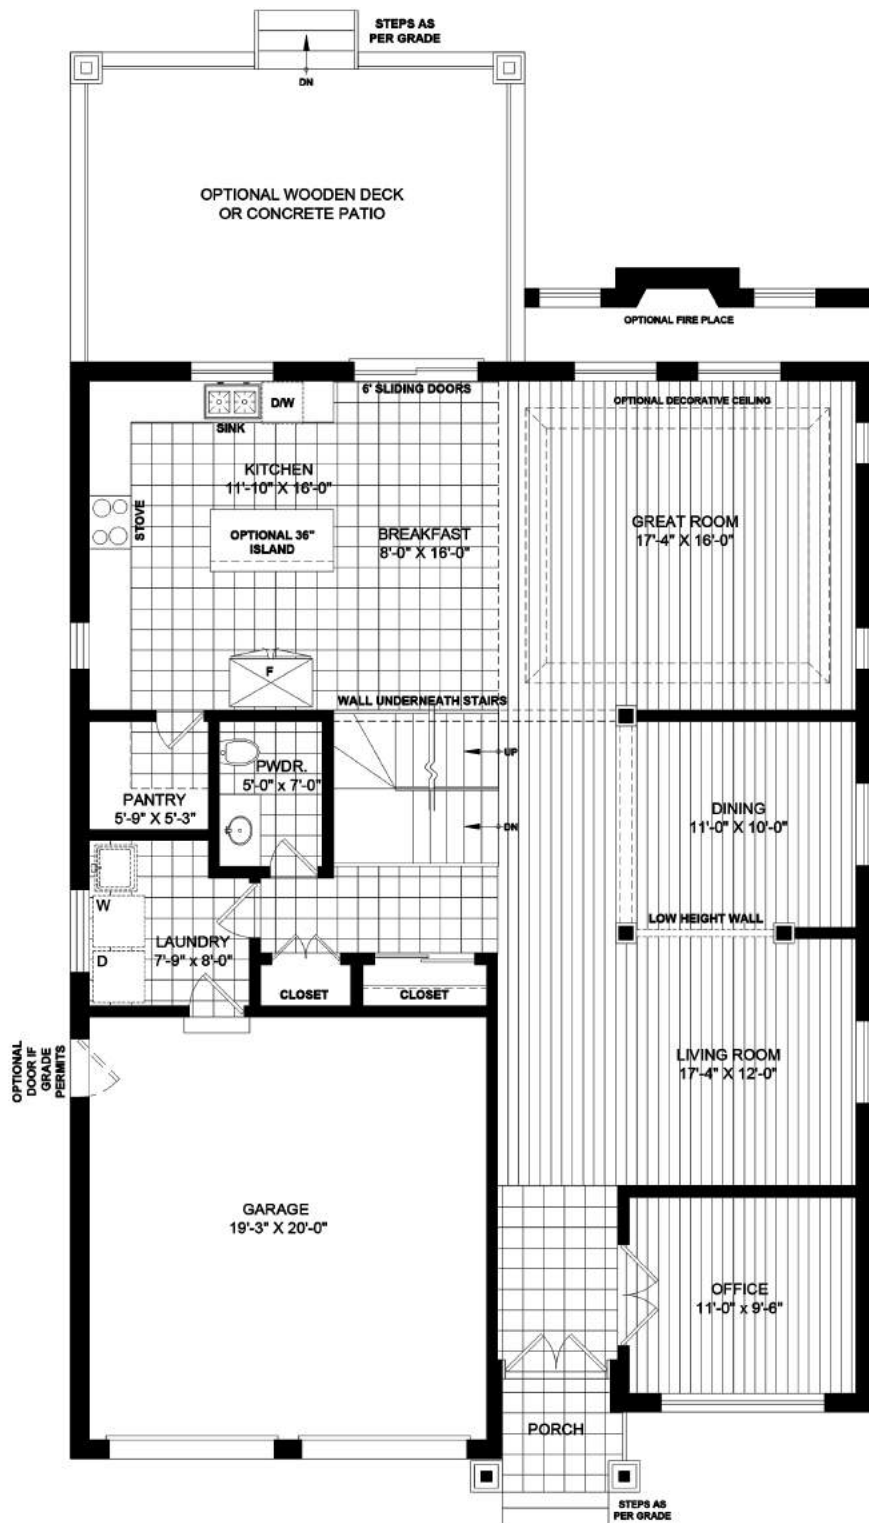 STEPS AS
PER GRADE
DN
OPTIONAL WOODEN DECK
OR CONCRETE PATIO
OPTIONAL FIRE PLACE
6' SLIDING DOORS
OPTIONAL DECORATIVE CEILING
D/W
SINK
KITCHEN
11'-10" X 16'-0"
STOVE
OPTIONAL 36"
ISLAND
BREAKFAST
8'-0" X 16'-0"
GREAT ROOM
17'-4" X 16'-0"
F
WALL UNDERNEATH STAIRS
UP
PWDR.
5'-0" x 7'-0"
PANTRY
5'-9" X 5'-3"
DINING
11'-0" X 10'-0"
DN
W
LAUNDRY
7'-9" x 8'-0"
D
LOW HEIGHT WALL
CLOSET
CLOSET
OPTIONAL
DOOR IF
GRADE
PERMITS
LIVING ROOM
17'-4" X 12'-0"
GARAGE
19'-3" X 20'-0"
OFFICE
11'-0" x 9'-6"
PORCH
STEPS AS
PER GRADE